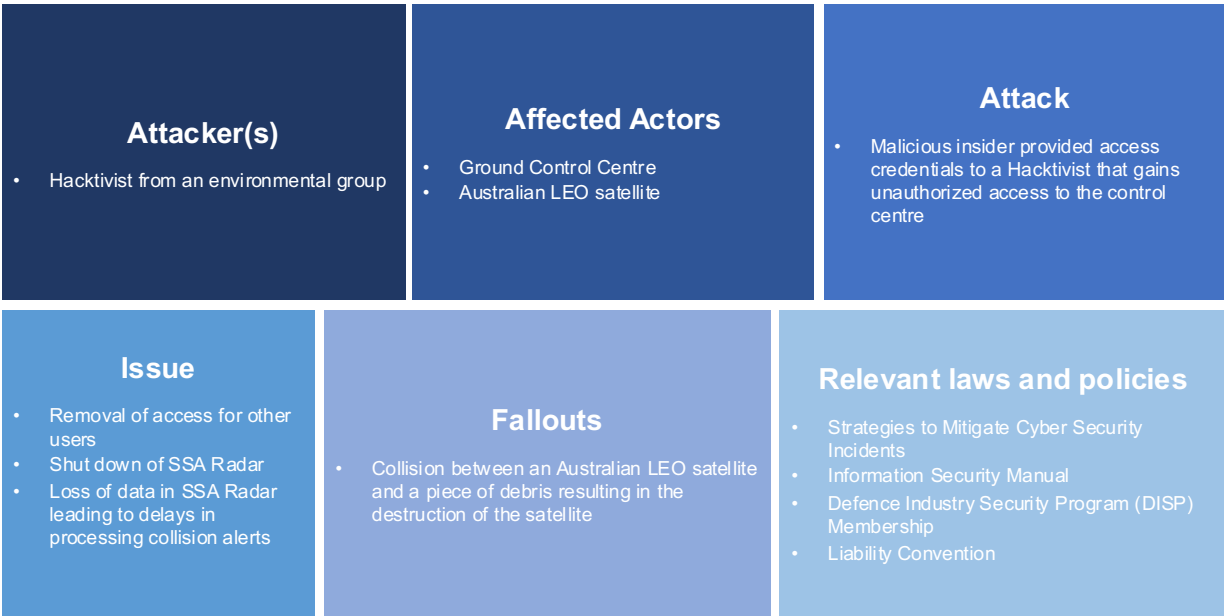 Attacker(s)
• Hacktivist from an environmental group
Affected Actors
• Ground Control Centre
• Australian LEO satellite
Attack
• Malicious insider provided access
credentials to a Hacktivist that gains
unauthorized access to the control
centre
Issue
• Removal of access for other
users
• Shut down of SSA Radar
• Loss of data in SSA Radar
leading to delays in
processing collision alerts
Fallouts
• Collision between an Australian LEO satellite
and a piece of debris resulting in the
destruction of the satellite
Relevant laws and policies
• Strategies to Mitigate Cyber Security
Incidents
• Information Security Manual
• Defence Industry Security Program (DISP)
Membership
• Liability Convention